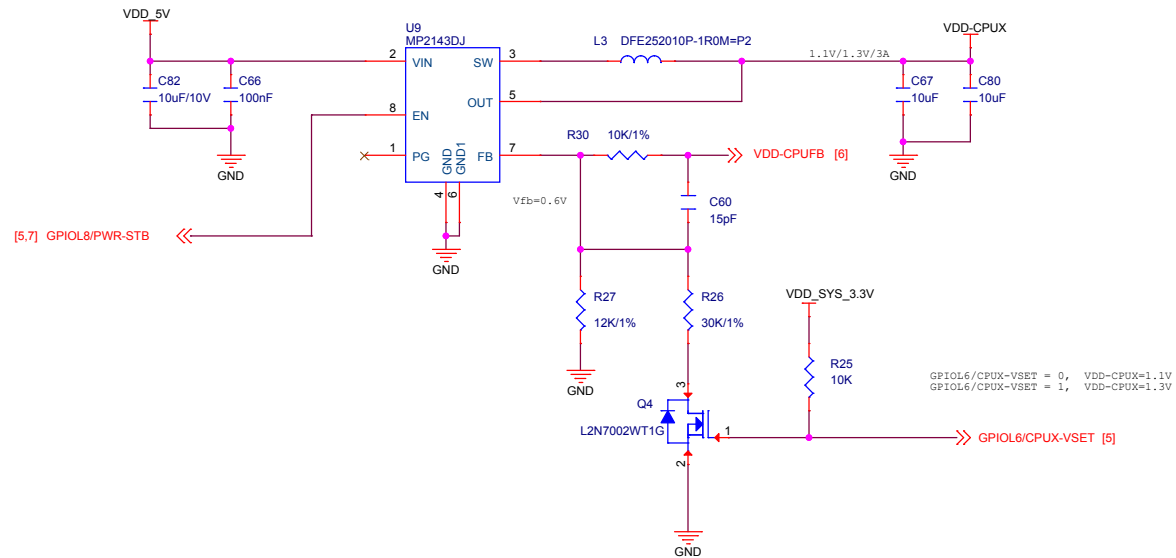 VDD_5V
U9
MP2143DJ
VDD-CPUX
2
VIN
SW
3
L3 DFE252010P-1R0M=P2
1.1V/1.3V/3A
C82
10uF/10V
C66
100nF
OUT
5
C67
10uF
C80
10uF
8
EN
R30 10K/1%
1
PG
GND
GND1
FB
7
VDD-CPUFB [6]
GND
GND
4
6
Vfb=0.6V
C60
15pF
[5,7] GPIOL8/PWR-STB
GND
R27
12K/1%
R26
30K/1%
VDD_SYS_3.3V
R25
10K
GND
3
GPIOL6/CPUX-VSET = 0, VDD-CPUX=1.1V
GPIOL6/CPUX-VSET = 1, VDD-CPUX=1.3V
Q4
L2N7002WT1G
1
GPIOL6/CPUX-VSET [5]
2
GND